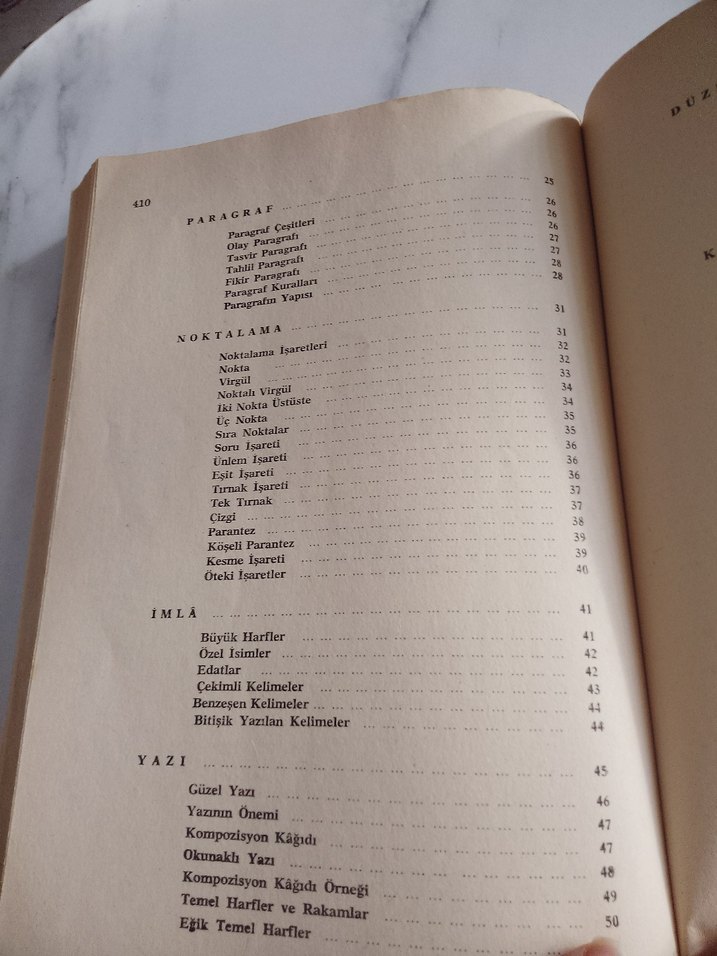 410
PARAGRAF ... 25
Paragraf Çeşitleri ... 26
Olay Paragrafı ... 26
Tasvir Paragrafı ... 26
Tahlil Paragrafı ... 27
Fikir Paragrafı ... 27
Paragraf Kuralları ... 28
Paragrafın Yapısı ... 28
NOKTALAMA ... 31
Noktalama İşaretleri ... 31
Nokta ... 32
Virgül ... 32
Noktalı Virgül ... 33
İki Nokta Üstüste ... 34
Üç Nokta ... 34
Sıra Noktalar ... 35
Soru İşareti ... 35
Ünlem İşareti ... 36
Eşit İşareti ... 36
Tırnak İşareti ... 36
Tek Tırnak ... 37
Çizgi ... 37
Parantez ... 38
Köşeli Parantez ... 39
Kesme İşareti ... 39
Öteki İşaretler ... 40
İMLÂ ... 41
Büyük Harfler ... 41
Özel İsimler ... 42
Edatlar ... 42
Çekimli Kelimeler ... 43
Benzeşen Kelimeler ... 44
Bitişik Yazılan Kelimeler ... 44
YAZI ... 45
Güzel Yazı ... 46
Yazının Önemi ... 47
Kompozisyon Kâğıdı ... 47
Okunaklı Yazı ... 48
Kompozisyon Kâğıdı Örneği ... 49
Temel Harfler ve Rakamlar ... 50
Eğik Temel Harfler ...
DÜZ
K